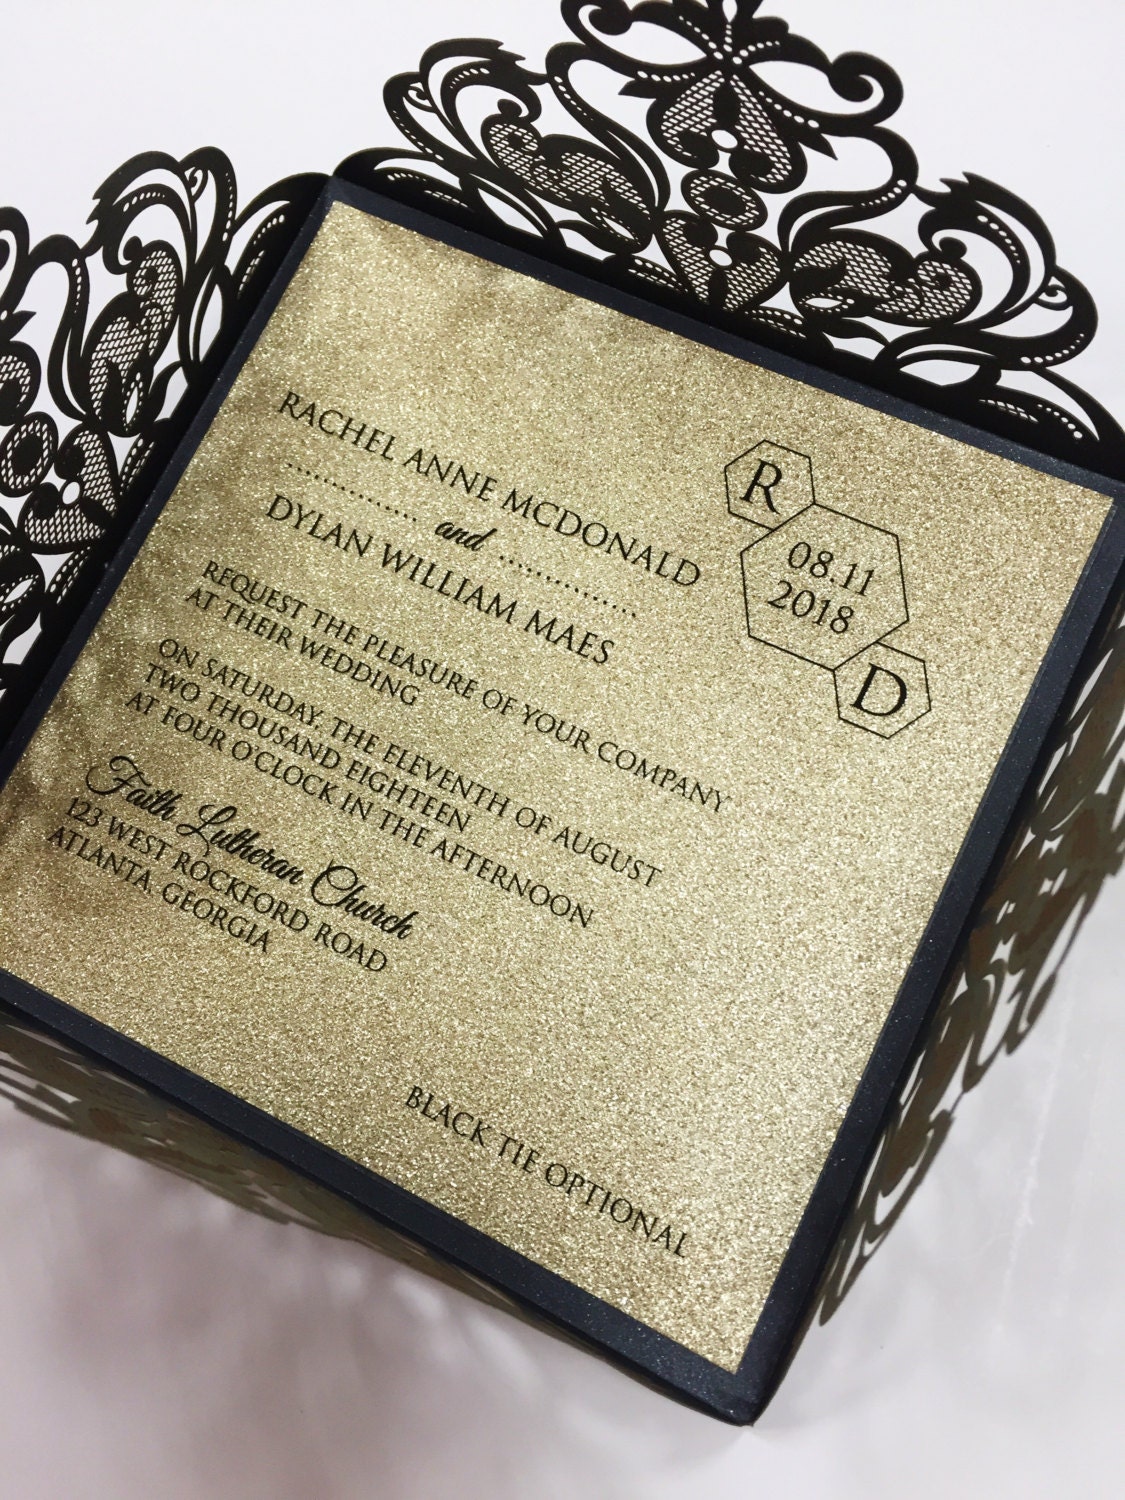 RACHEL ANNE MCDONALD
............... and ...............
DYLAN WILLIAM MAES
REQUEST THE PLEASURE OF YOUR COMPANY
AT THEIR WEDDING
ON SATURDAY, THE ELEVENTH OF AUGUST
TWO THOUSAND EIGHTEEN
AT FOUR O'CLOCK IN THE AFTERNOON
Faith Lutheran Church
123 WEST ROCKFORD ROAD
ATLANTA, GEORGIA
BLACK TIE OPTIONAL
R
08.11
2018
D